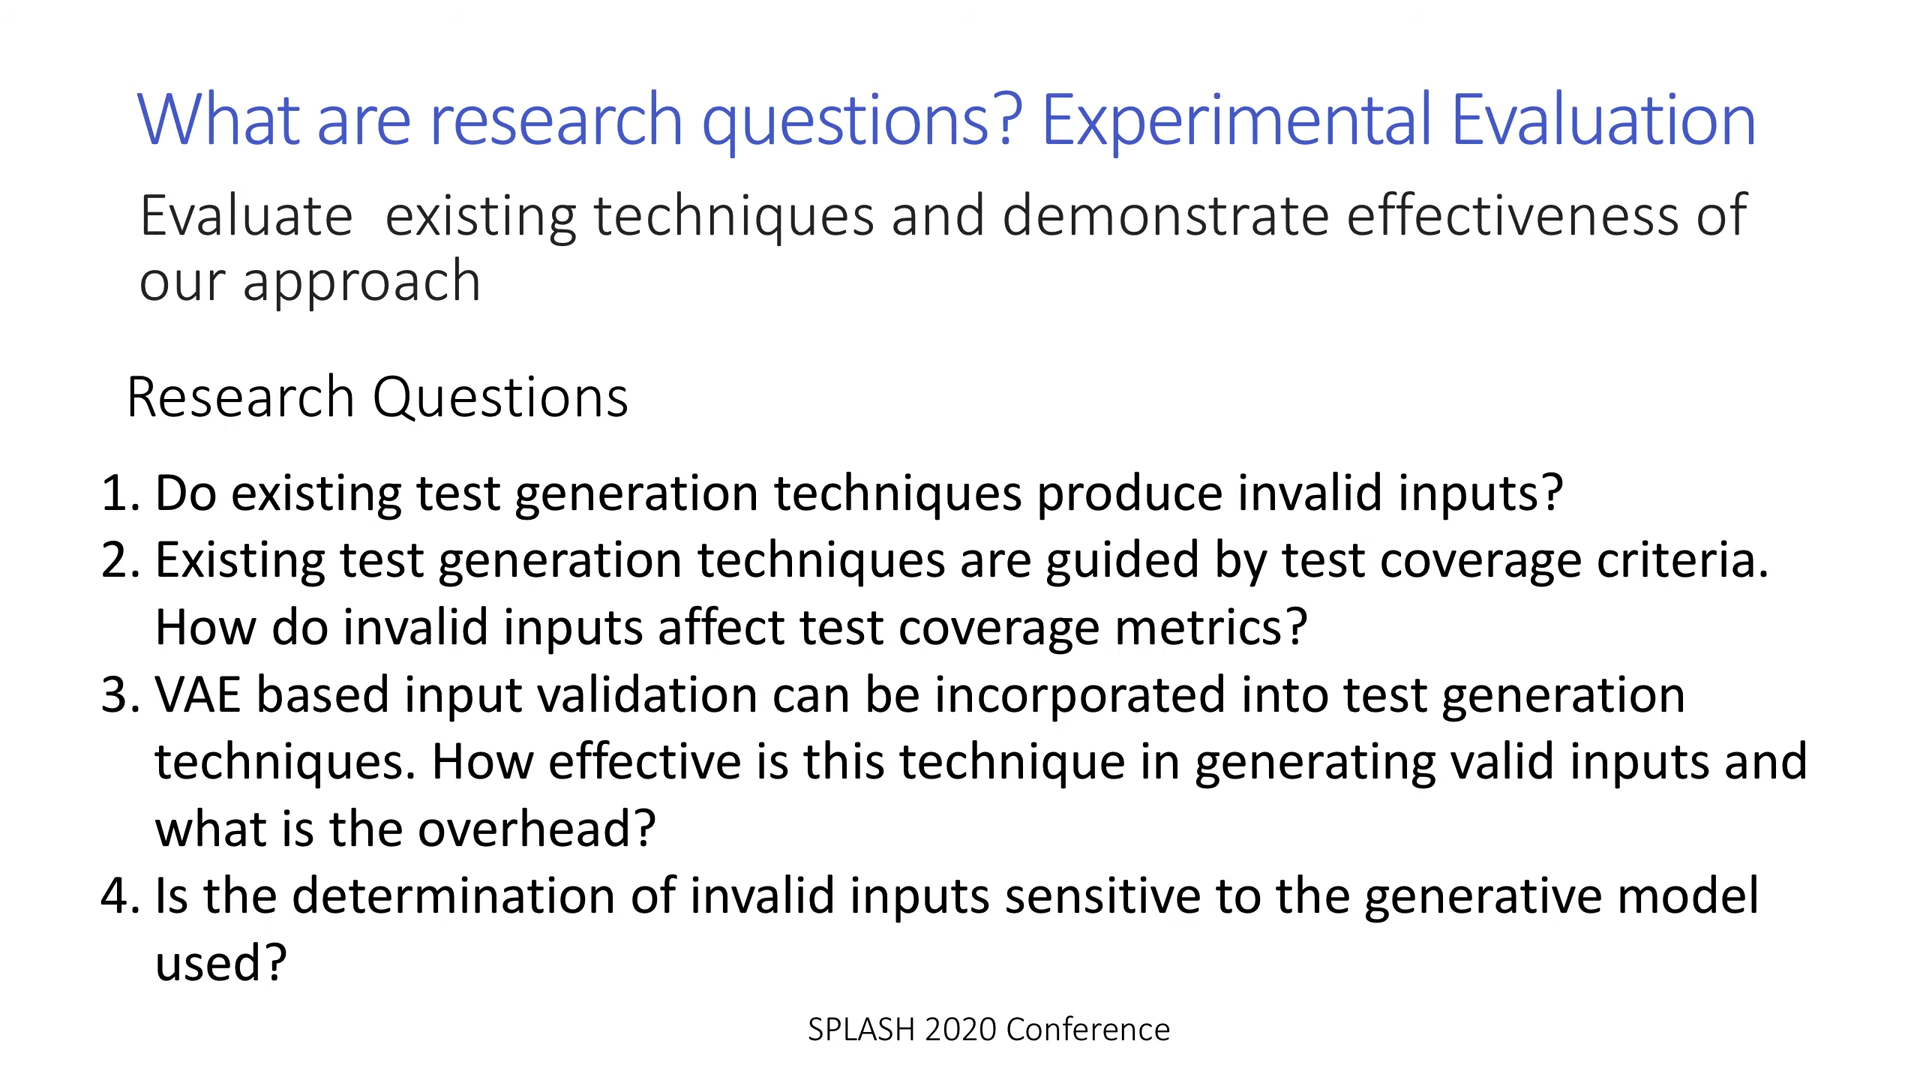 What are research questions? Experimental Evaluation
Evaluate  existing techniques and demonstrate effectiveness of
our approach
Research Questions
1. Do existing test generation techniques produce invalid inputs?
2. Existing test generation techniques are guided by test coverage criteria.
How do invalid inputs affect test coverage metrics?
3. VAE based input validation can be incorporated into test generation
techniques. How effective is this technique in generating valid inputs and
what is the overhead?
4. Is the determination of invalid inputs sensitive to the generative model
used?
SPLASH 2020 Conference